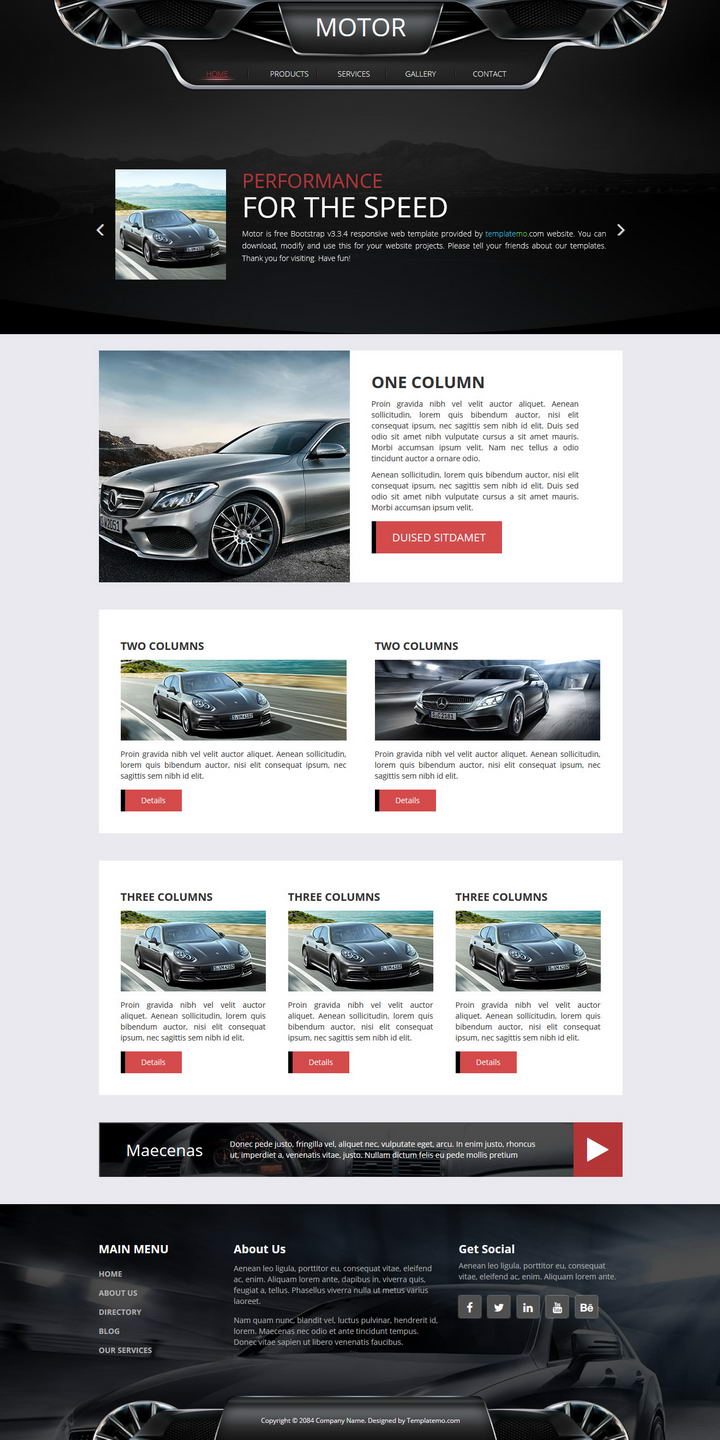 MOTOR
HOME PRODUCTS SERVICES GALLERY CONTACT
PERFORMANCE
FOR THE SPEED
Motor is free Bootstrap v3.3.4 responsive web template provided by templatemo.com website. You can
download, modify and use this for your website projects. Please tell your friends about our templates.
Thank you for visiting. Have fun!
ONE COLUMN
Proin gravida nibh vel velit auctor aliquet. Aenean
sollicitudin, lorem quis bibendum auctor, nisi elit
consequat ipsum, nec sagittis sem nibh id elit. Duis sed
odio sit amet nibh vulputate cursus a sit amet mauris.
Morbi accumsan ipsum velit. Nam nec tellus a odio
tincidunt auctor a ornare odio.
Aenean sollicitudin, lorem quis bibendum auctor, nisi elit
consequat ipsum, nec sagittis sem nibh id elit. Duis sed
odio sit amet nibh vulputate cursus a sit amet mauris.
Morbi accumsan ipsum velit.
DUISED SITDAMET
TWO COLUMNS
Proin gravida nibh vel velit auctor aliquet. Aenean sollicitudin,
lorem quis bibendum auctor, nisi elit consequat ipsum, nec
sagittis sem nibh id elit.
Details
TWO COLUMNS
Proin gravida nibh vel velit auctor aliquet. Aenean sollicitudin,
lorem quis bibendum auctor, nisi elit consequat ipsum, nec
sagittis sem nibh id elit.
Details
THREE COLUMNS
Proin gravida nibh vel velit auctor
aliquet. Aenean sollicitudin, lorem quis
bibendum auctor, nisi elit consequat
ipsum, nec sagittis sem nibh id elit.
Details
THREE COLUMNS
Proin gravida nibh vel velit auctor
aliquet. Aenean sollicitudin, lorem quis
bibendum auctor, nisi elit consequat
ipsum, nec sagittis sem nibh id elit.
Details
THREE COLUMNS
Proin gravida nibh vel velit auctor
aliquet. Aenean sollicitudin, lorem quis
bibendum auctor, nisi elit consequat
ipsum, nec sagittis sem nibh id elit.
Details
Maecenas
Donec pede justo, fringilla vel, aliquet nec, vulputate eget, arcu. In enim justo, rhoncus
ut, imperdiet a, venenatis vitae, justo. Nullam dictum felis eu pede mollis pretium
MAIN MENU
HOME
ABOUT US
DIRECTORY
BLOG
OUR SERVICES
About Us
Aenean leo ligula, porttitor eu, consequat vitae, eleifend
ac, enim. Aliquam lorem ante, dapibus in, viverra quis,
feugiat a, tellus. Phasellus viverra nulla ut metus varius
laoreet.
Nam quam nunc, blandit vel, luctus pulvinar, hendrerit id,
lorem. Maecenas nec odio et ante tincidunt tempus.
Donec vitae sapien ut libero venenatis faucibus.
Get Social
Aenean leo ligula, porttitor eu, consequat
vitae, eleifend ac, enim. Aliquam lorem ante.
Copyright © 2084 Company Name. Designed by Templatemo.com